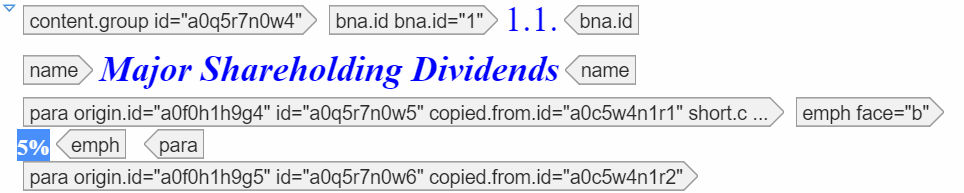 content.group id="a0q5r7n0w4" bna.id bna.id="1" 1.1. bna.id
name Major Shareholding Dividends name
para origin.id="a0f0h1h9g4" id="a0q5r7n0w5" copied.from.id="a0c5w4n1r1" short.c ... emph face="b"
5% emph para
para origin.id="a0f0h1h9g5" id="a0q5r7n0w6" copied.from.id="a0c5w4n1r2"